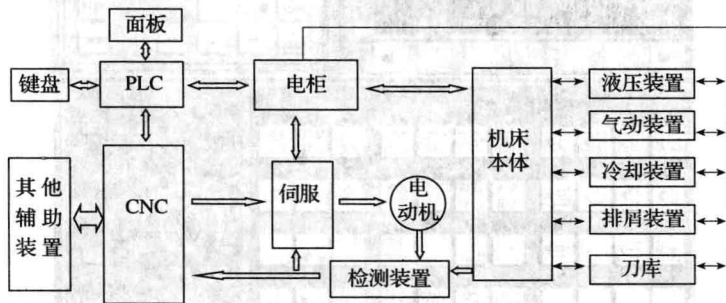 面板
键盘
PLC
电柜
液压装置
气动装置
机床
本体
其他
辅助
装置
CNC
伺服
电
动机
冷却装置
排屑装置
检测装置
刀库